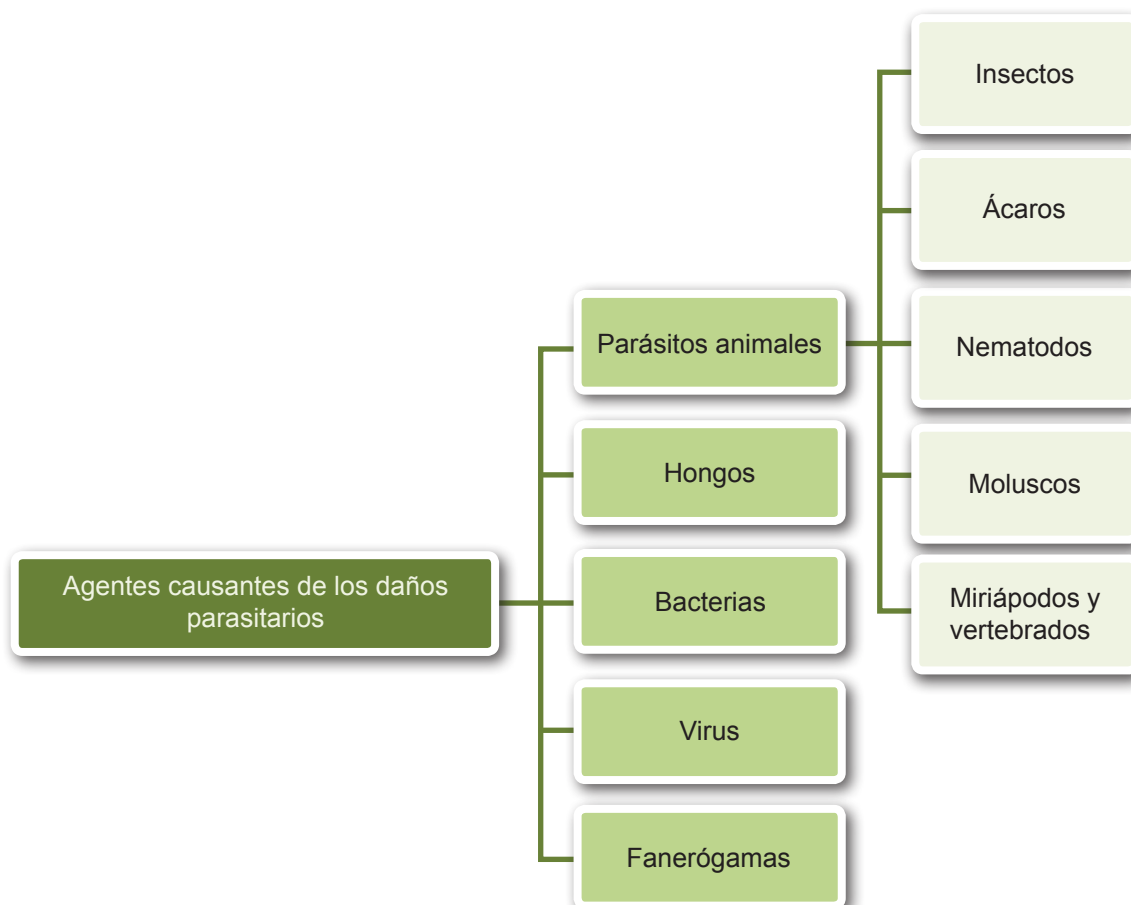 Agentes causantes de los daños
parasitarios
Parásitos animales
Hongos
Bacterias
Virus
Fanerógamas
Insectos
Ácaros
Nematodos
Moluscos
Miriápodos y
vertebrados